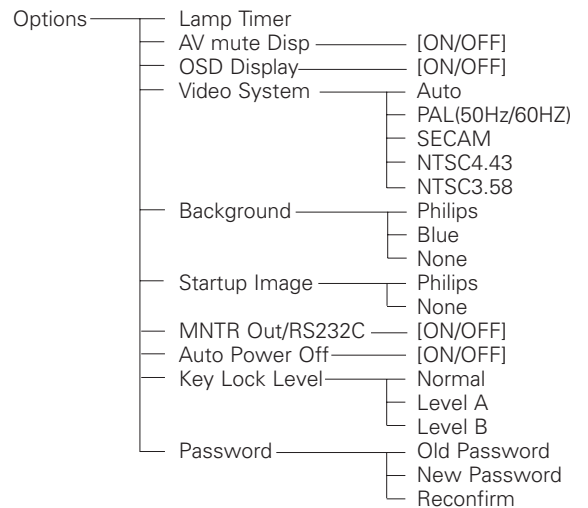 Options Lamp Timer
AV mute Disp [ON/OFF]
OSD Display [ON/OFF]
Video System Auto
PAL(50Hz/60HZ)
SECAM
NTSC4.43
NTSC3.58
Background Philips
Blue
None
Startup Image Philips
None
MNTR Out/RS232C [ON/OFF]
Auto Power Off [ON/OFF]
Key Lock Level Normal
Level A
Level B
Password Old Password
New Password
Reconfirm